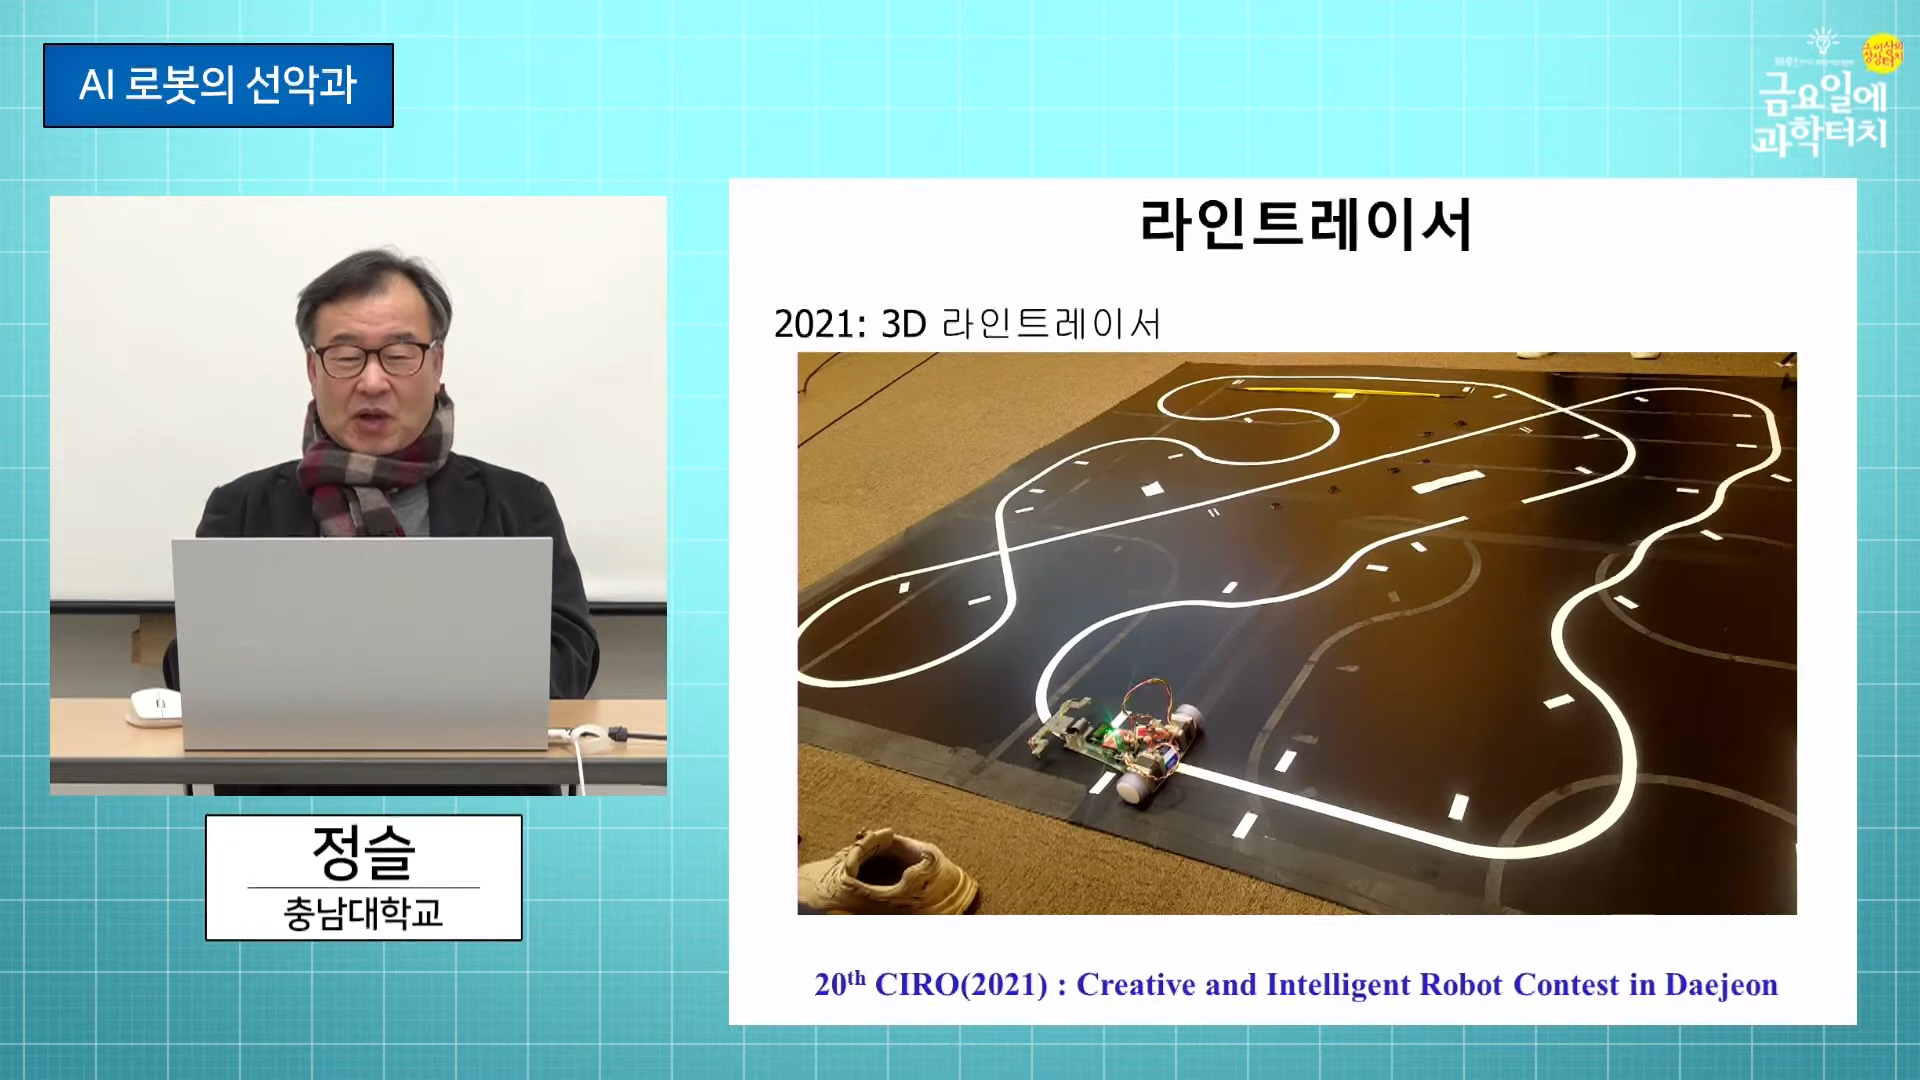 AI 로봇의 선악과
금요일에
과학터치
라인트레이서
2021: 3D 라인트레이서
정슬
충남대학교
20th CIRO(2021) : Creative and Intelligent Robot Contest in Daejeon